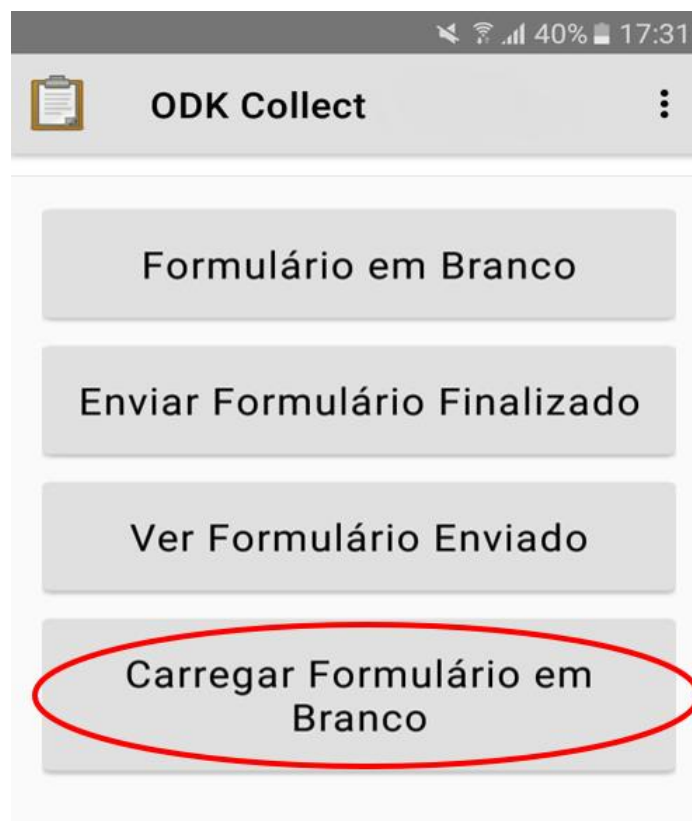 40% 17:31
ODK Collect
Formulário em Branco
Enviar Formulário Finalizado
Ver Formulário Enviado
Carregar Formulário em
Branco